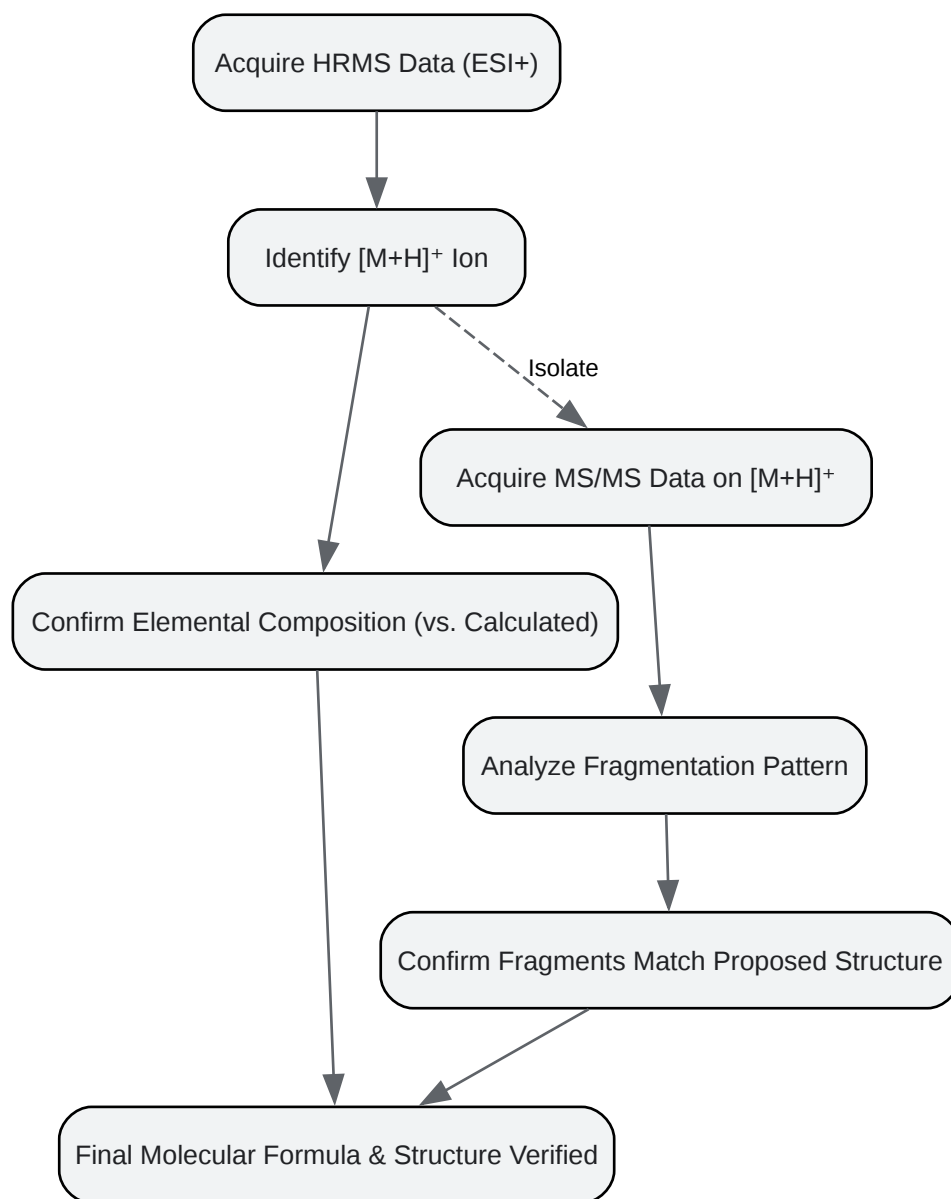 Acquire HRMS Data (ESI+)
Identify [M+H]⁺ Ion
Isolate
Acquire MS/MS Data on [M+H]⁺
Confirm Elemental Composition (vs. Calculated)
Analyze Fragmentation Pattern
Confirm Fragments Match Proposed Structure
Final Molecular Formula & Structure Verified